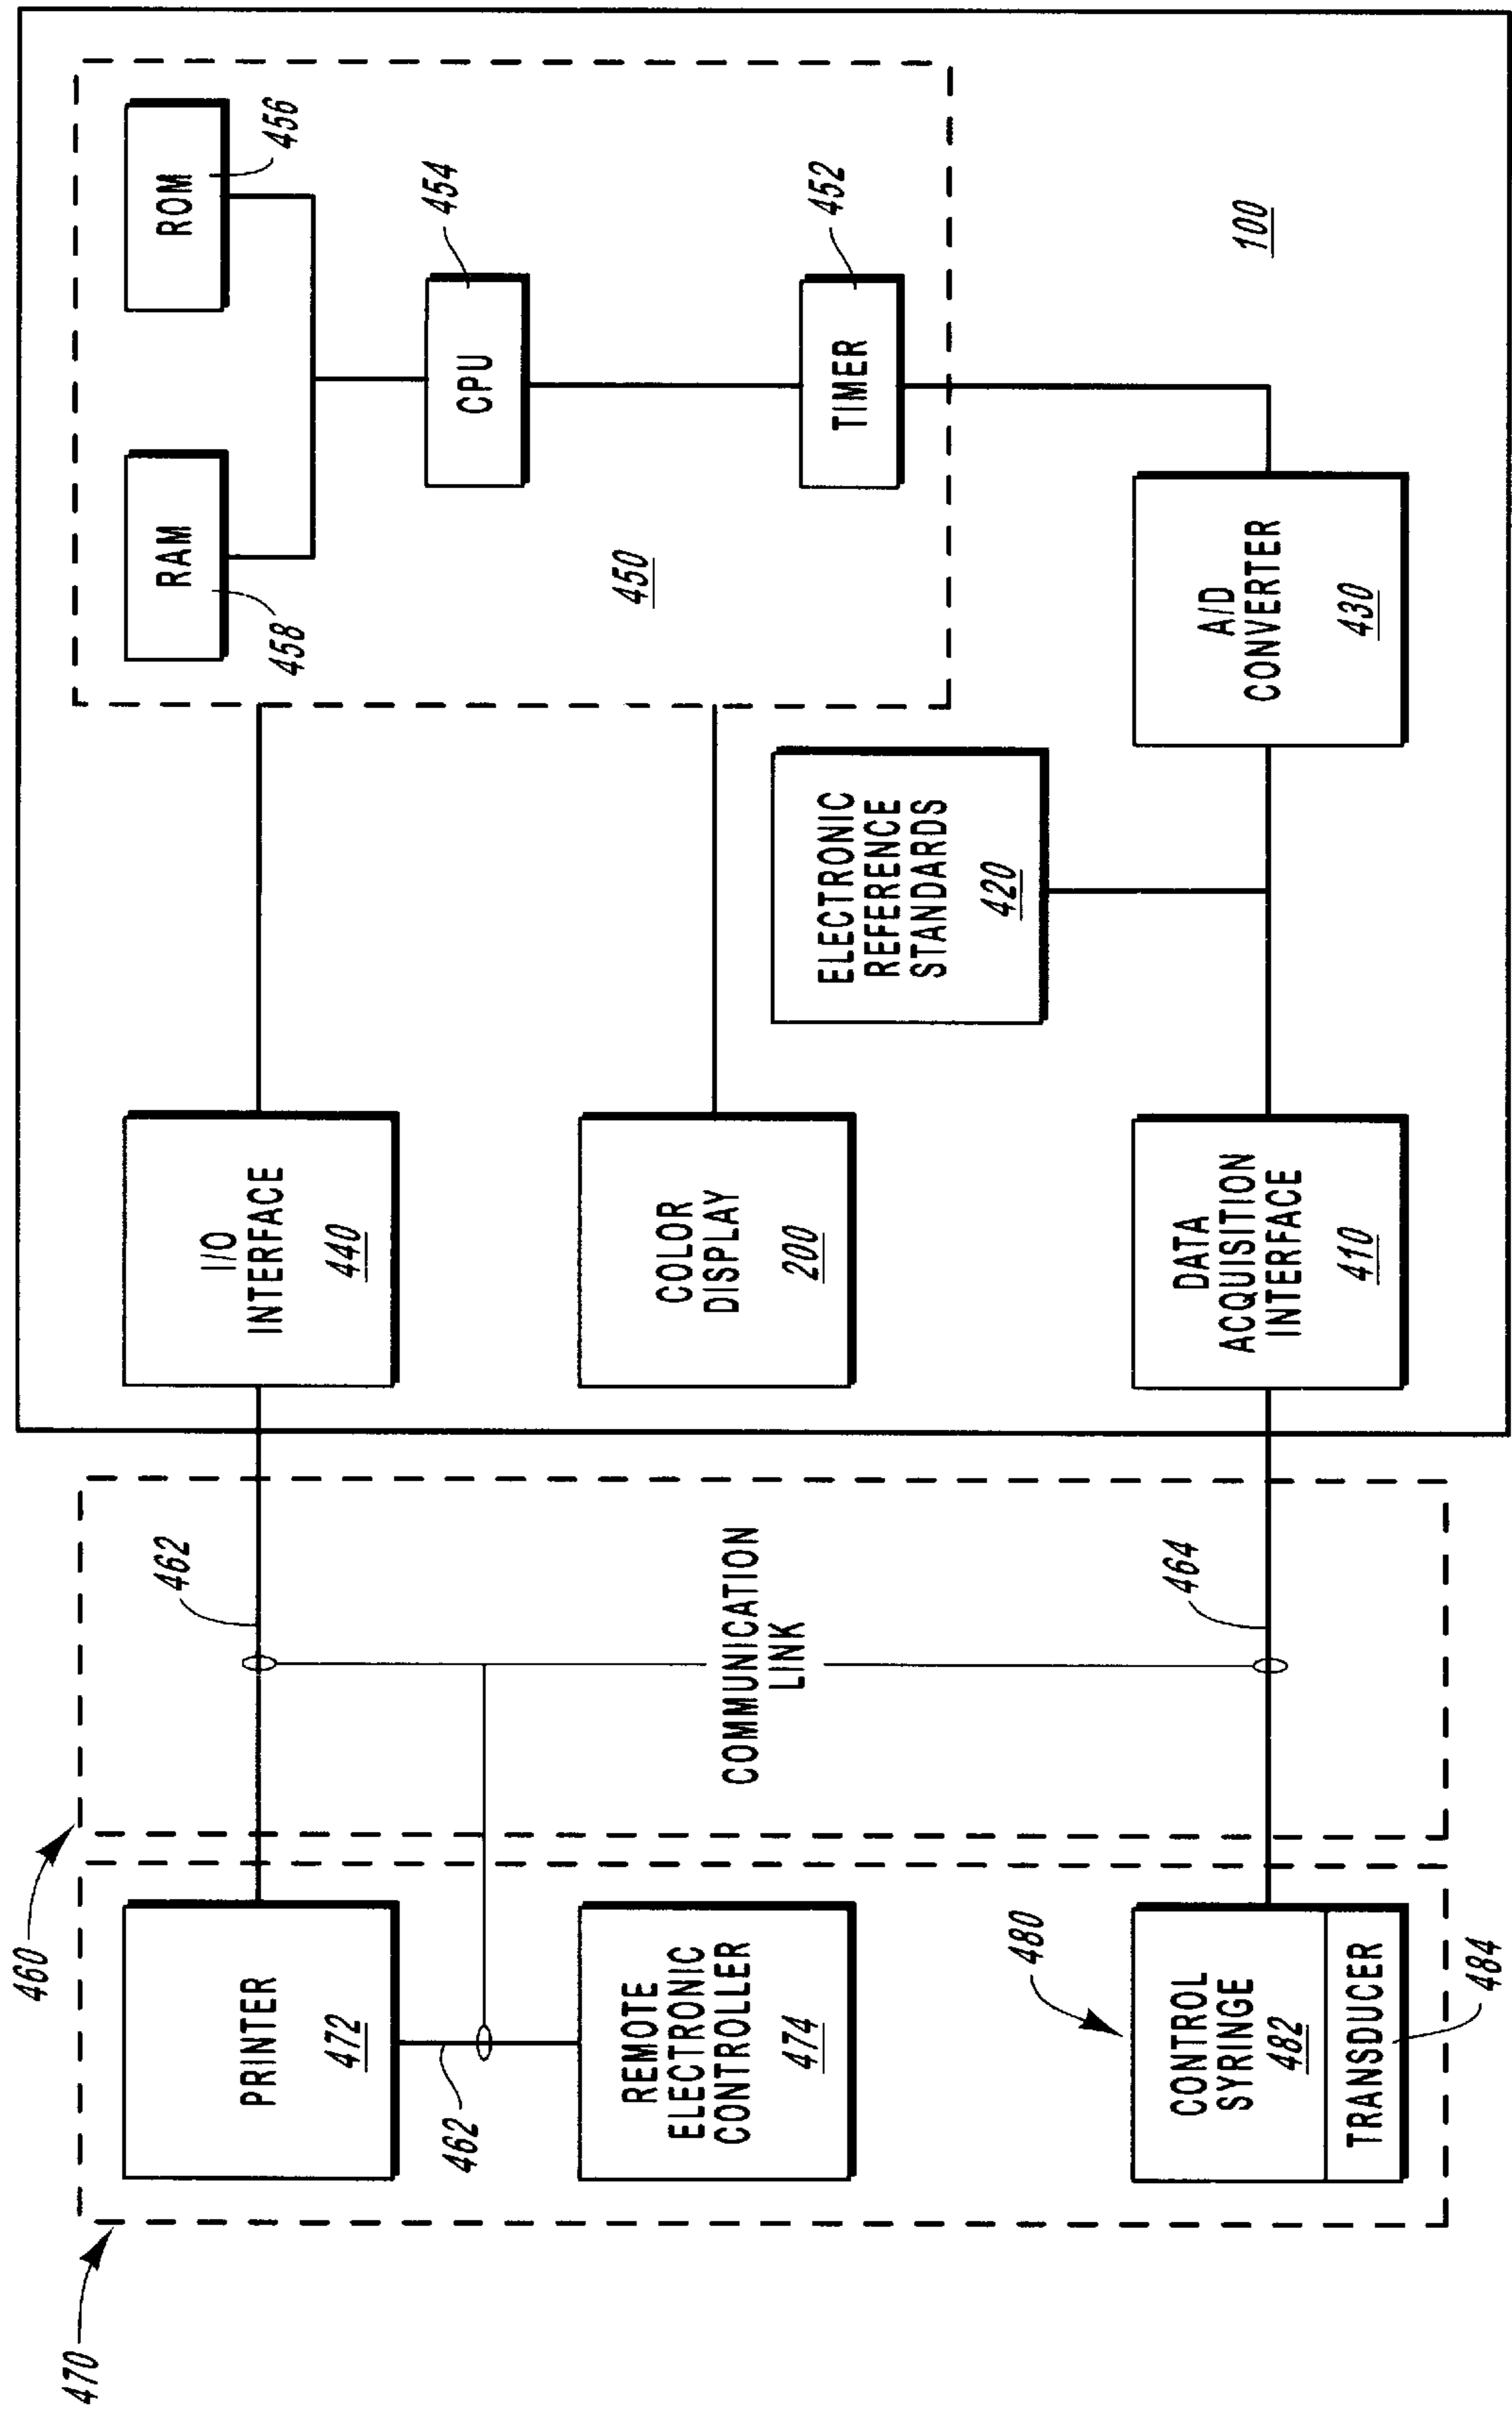 470
460
PRINTER
472
462
462
I/O
INTERFACE
440
RAM
458
ROM
456
REMOTE
ELECTRONIC
CONTROLLER
474
COMMUNICATION
LINK
COLOR
DISPLAY
200
450
CPU
454
ELECTRONIC
REFERENCE
STANDARDS
420
TIMER
452
480
CONTROL
SYRINGE
482
TRANSDUCER
484
464
DATA
ACQUISITION
INTERFACE
410
A/D
CONVERTER
430
100